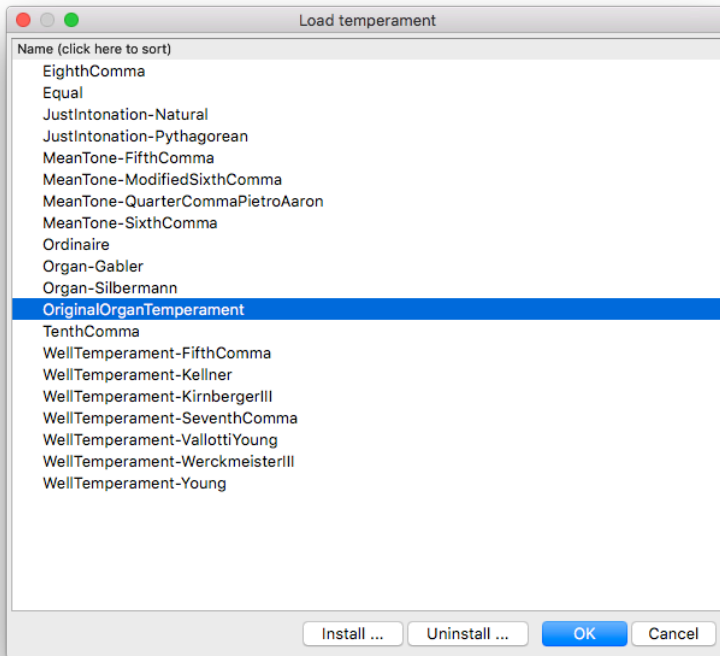 Load temperament
Name (click here to sort)
EighthComma
Equal
JustIntonation-Natural
JustIntonation-Pythagorean
MeanTone-FifthComma
MeanTone-ModifiedSixthComma
MeanTone-QuarterCommaPietroAaron
MeanTone-SixthComma
Ordinaire
Organ-Gabler
Organ-Silbermann
OriginalOrganTemperament
TenthComma
WellTemperament-FifthComma
WellTemperament-Kellner
WellTemperament-KirnbergerIII
WellTemperament-SeventhComma
WellTemperament-VallottiYoung
WellTemperament-WerckmeisterIII
WellTemperament-Young
Install ... Uninstall ... OK Cancel